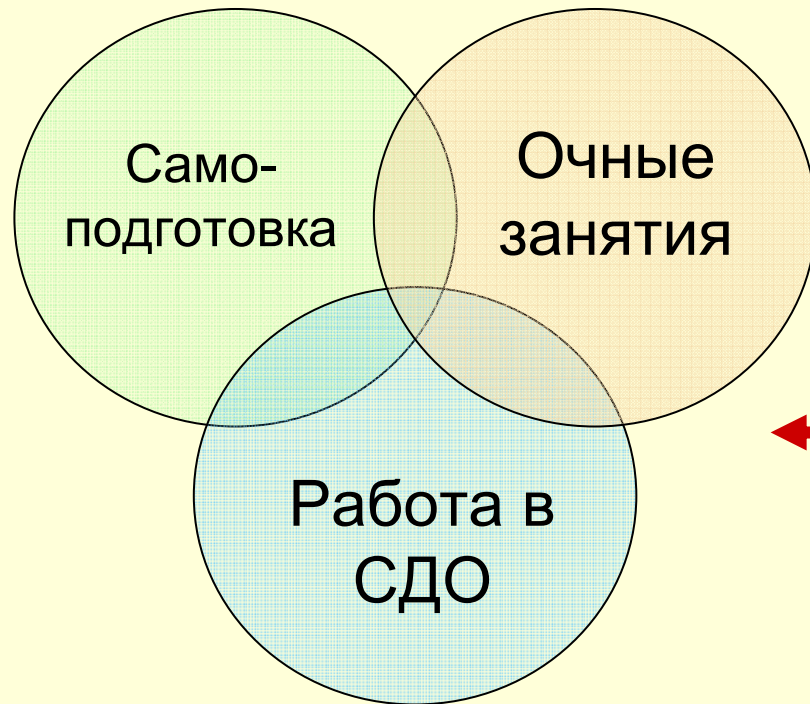 Само-
подготовка
Очные
занятия
Работа в
СДО